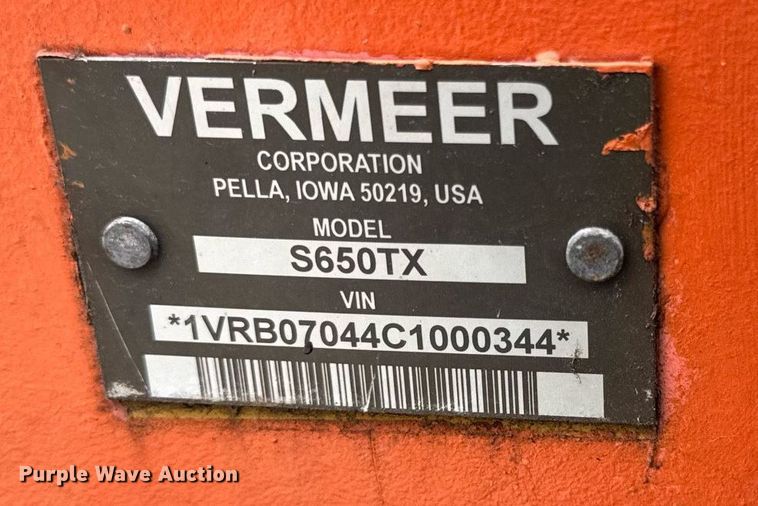 VERMEER
CORPORATION
PELLA, IOWA 50219, USA
MODEL
S650TX
VIN
*1VRB07044C1000344*
Purple Wave Auction